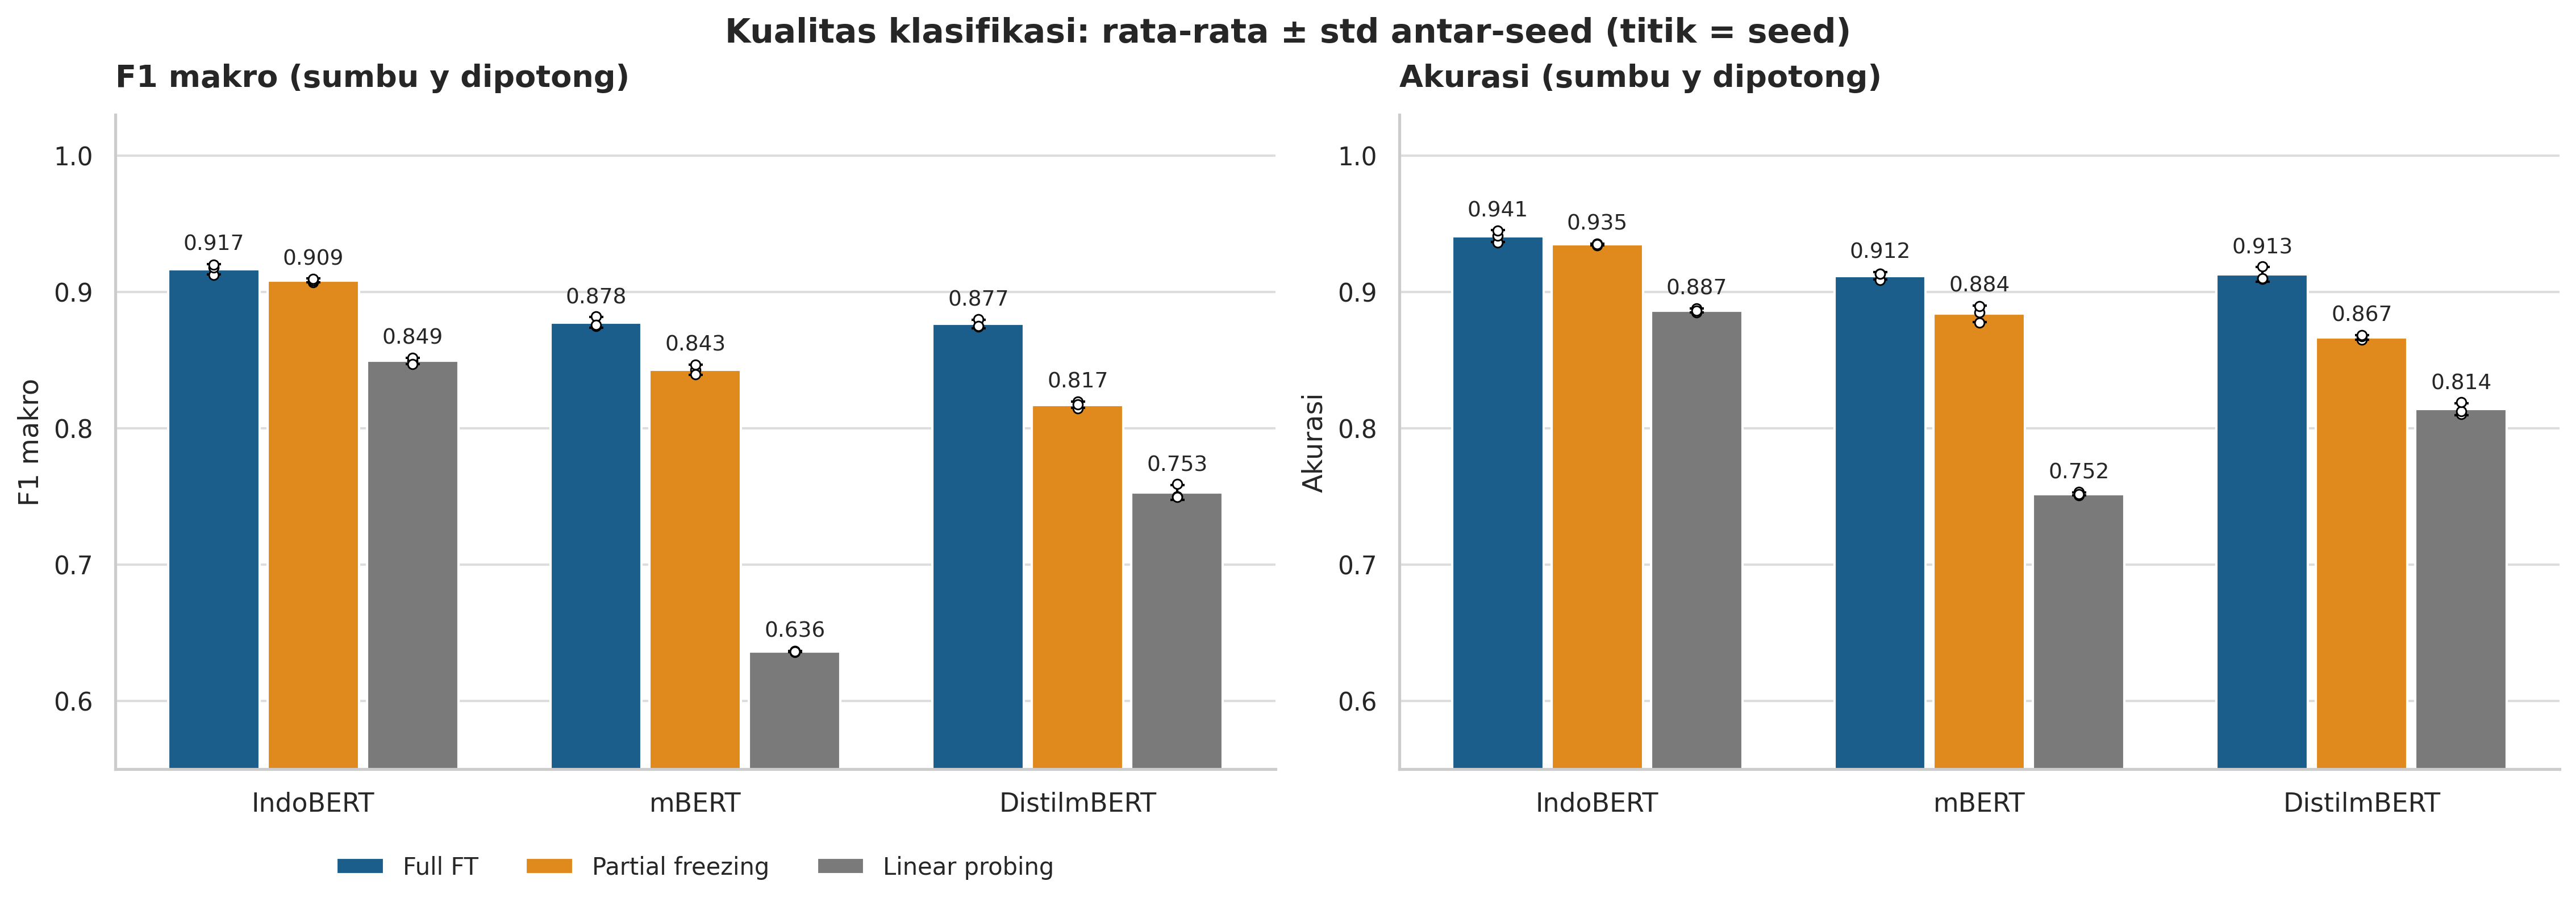 Kualitas klasifikasi: rata-rata ± std antar-seed (titik = seed)
F1 makro (sumbu y dipotong)
F1 makro
1.0
0.9
0.8
0.7
0.6
0.917
0.909
0.849
0.878
0.843
0.636
0.877
0.817
0.753
IndoBERT
mBERT
DistilmBERT
Akurasi (sumbu y dipotong)
Akurasi
1.0
0.9
0.8
0.7
0.6
0.941
0.935
0.887
0.912
0.884
0.752
0.913
0.867
0.814
IndoBERT
mBERT
DistilmBERT
Full FT
Partial freezing
Linear probing